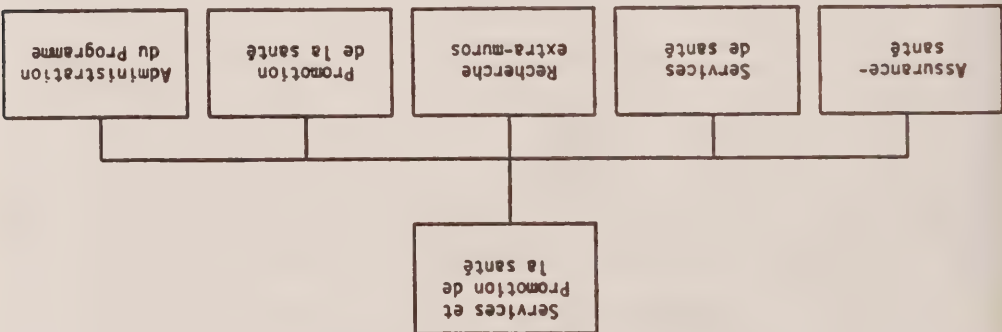 Services et
Promotion de
la santé
Assurance-
santé
Services
de santé
Recherche
extra-muros
Promotion
de la santé
Administration
du Programme